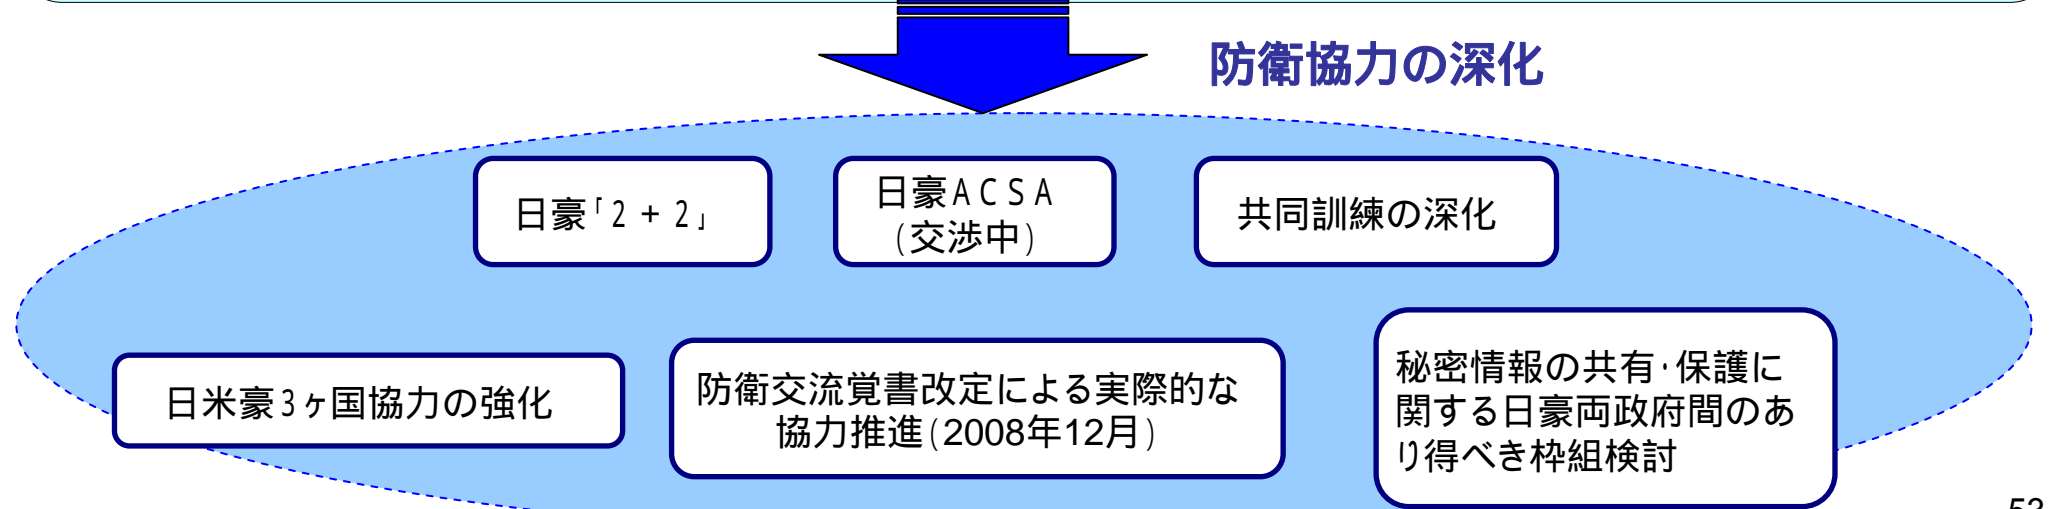 防衛協力の深化
日豪「2＋2」
日豪ACSA
(交渉中)
共同訓練の深化
日米豪3ヶ国協力の強化
防衛交流覚書改定による実際的な
協力推進(2008年12月)
秘密情報の共有・保護に
関する日豪両政府間のあ
り得べき枠組検討